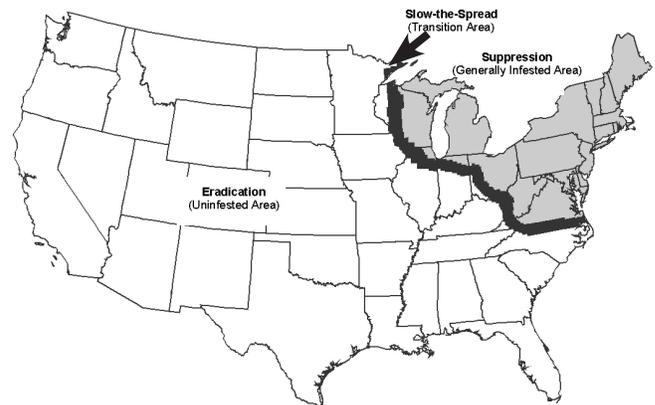 Slow-the-Spread
(Transition Area)
Suppression
(Generally Infested Area)
Eradication
(Uninfested Area)